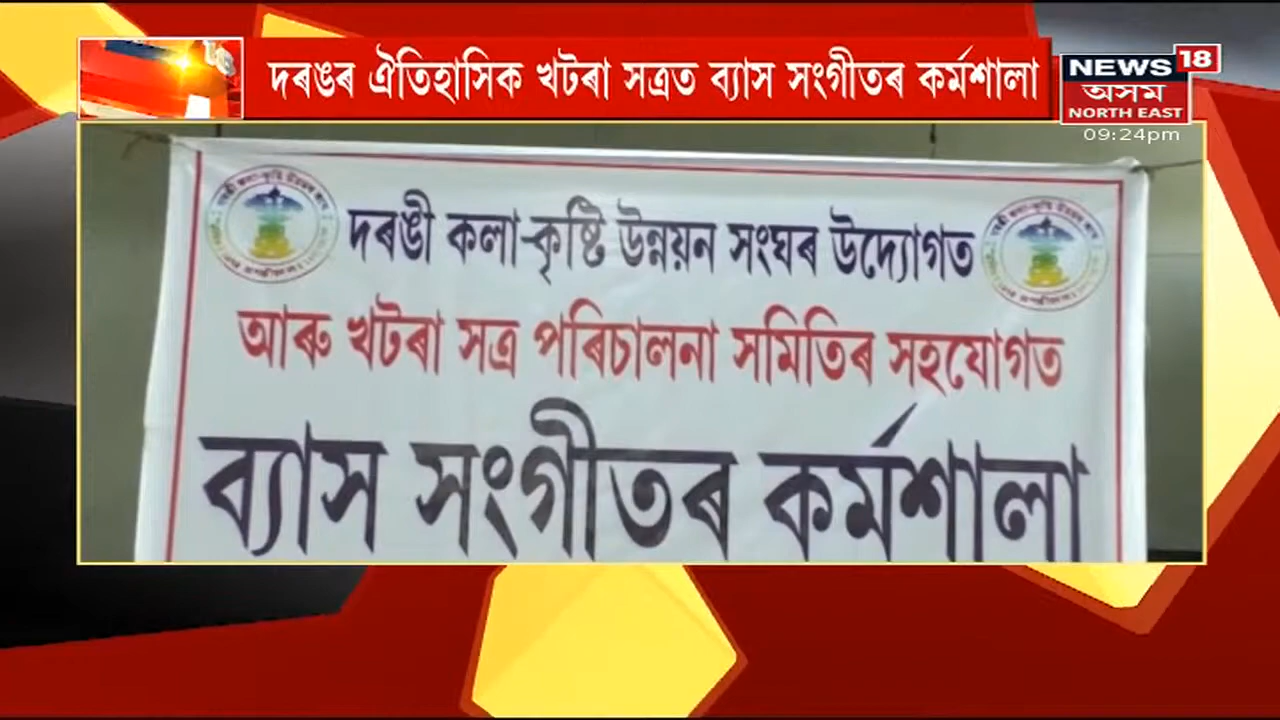 দৰঙৰ ঐতিহাসিক খটৰা সত্ৰত ব্যাস সংগীতৰ কৰ্মশালা
NEWS 18
অসম
NORTH EAST
09:24pm
দৰঙী কলা-কৃষ্টি উন্নয়ন সংঘৰ উদ্যোগত
আৰু খটৰা সত্ৰ পৰিচালনা সমিতিৰ সহযোগত
ব্যাস সংগীতৰ কৰ্মশালা